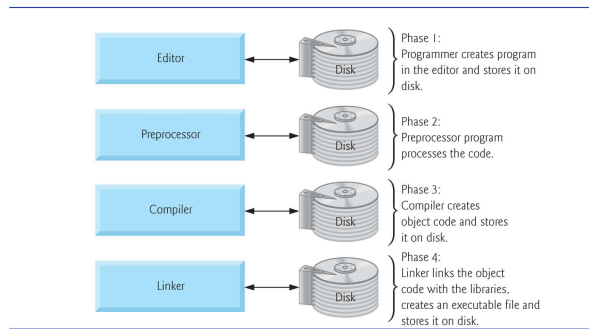 Editor
Disk
Phase 1:
Programmer creates program
in the editor and stores it on
disk.
Preprocessor
Disk
Phase 2:
Preprocessor program
processes the code.
Compiler
Disk
Phase 3:
Compiler creates
object code and stores
it on disk.
Linker
Disk
Phase 4:
Linker links the object
code with the libraries,
creates an executable file and
stores it on disk.